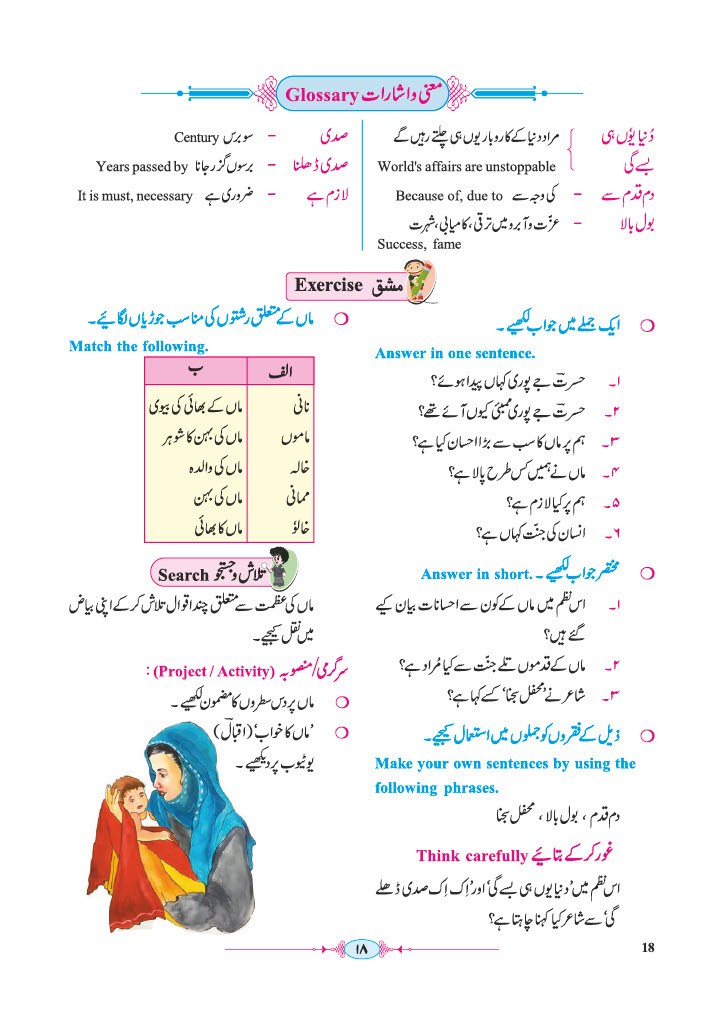 معنی و اشارات Glossary
دُنیا یوٗں ہی مراد دنیا کے کاروبار یوں ہی چلتے رہیں گے
بسے گی World's affairs are unstoppable
دم قدم سے – کی وجہ سے Because of, due to
بول بالا – عزّت و آبرو میں ترقی، کامیابی، شہرت
Success, fame
صدی – سو برس Century
صدی ڈھلنا – برسوں گزر جانا Years passed by
لازم ہے – ضروری ہے It is must, necessary
مشق Exercise
ایک جملے میں جواب لکھیے ۔
Answer in one sentence.
۱۔ حسرتؔ جے پوری کہاں پیدا ہوئے؟
۲۔ حسرتؔ جے پوری ممبئی کیوں آئے تھے؟
۳۔ ہم پر ماں کا سب سے بڑا احسان کیا ہے؟
۴۔ ماں نے ہمیں کس طرح پالا ہے؟
۵۔ ہم پر کیا لازم ہے؟
۶۔ انسان کی جنّت کہاں ہے؟
مختصر جواب لکھیے ۔ Answer in short.
۱۔ اس نظم میں ماں کے کون سے احسانات بیان کیے
گئے ہیں؟
۲۔ ماں کے قدموں تلے جنّت سے کیا مُراد ہے؟
۳۔ شاعر نے 'محفل سجنا' کسے کہا ہے؟
ذیل کے فقروں کو جملوں میں استعمال کیجیے ۔
Make your own sentences by using the
following phrases.
دم قدم ، بول بالا ، محفل سجنا
غور کر کے بتائیے Think carefully
اس نظم میں 'دنیا یوں ہی بسے گی' اور 'اِک اِک صدی ڈھلے
گی' سے شاعر کیا کہنا چاہتا ہے؟
ماں کے متعلق رشتوں کی مناسب جوڑیاں لگائیے ۔
Match the following.
الف ب
نانی ماں کے بھائی کی بیوی
ماموں ماں کی بہن کا شوہر
خالہ ماں کی والدہ
ممانی ماں کی بہن
خالؤ ماں کا بھائی
تلاش و جستجو Search
ماں کی عظمت سے متعلق چند اقوال تلاش کر کے اپنی بیاض
میں نقل کیجیے۔
سرگرمی/منصوبہ (Project / Activity) :
ماں پر دس سطروں کا مضمون لکھیے ۔
'ماں کا خواب' (اقبالؔ)
یوٹیوب پر دیکھیے ۔
۱۸
18